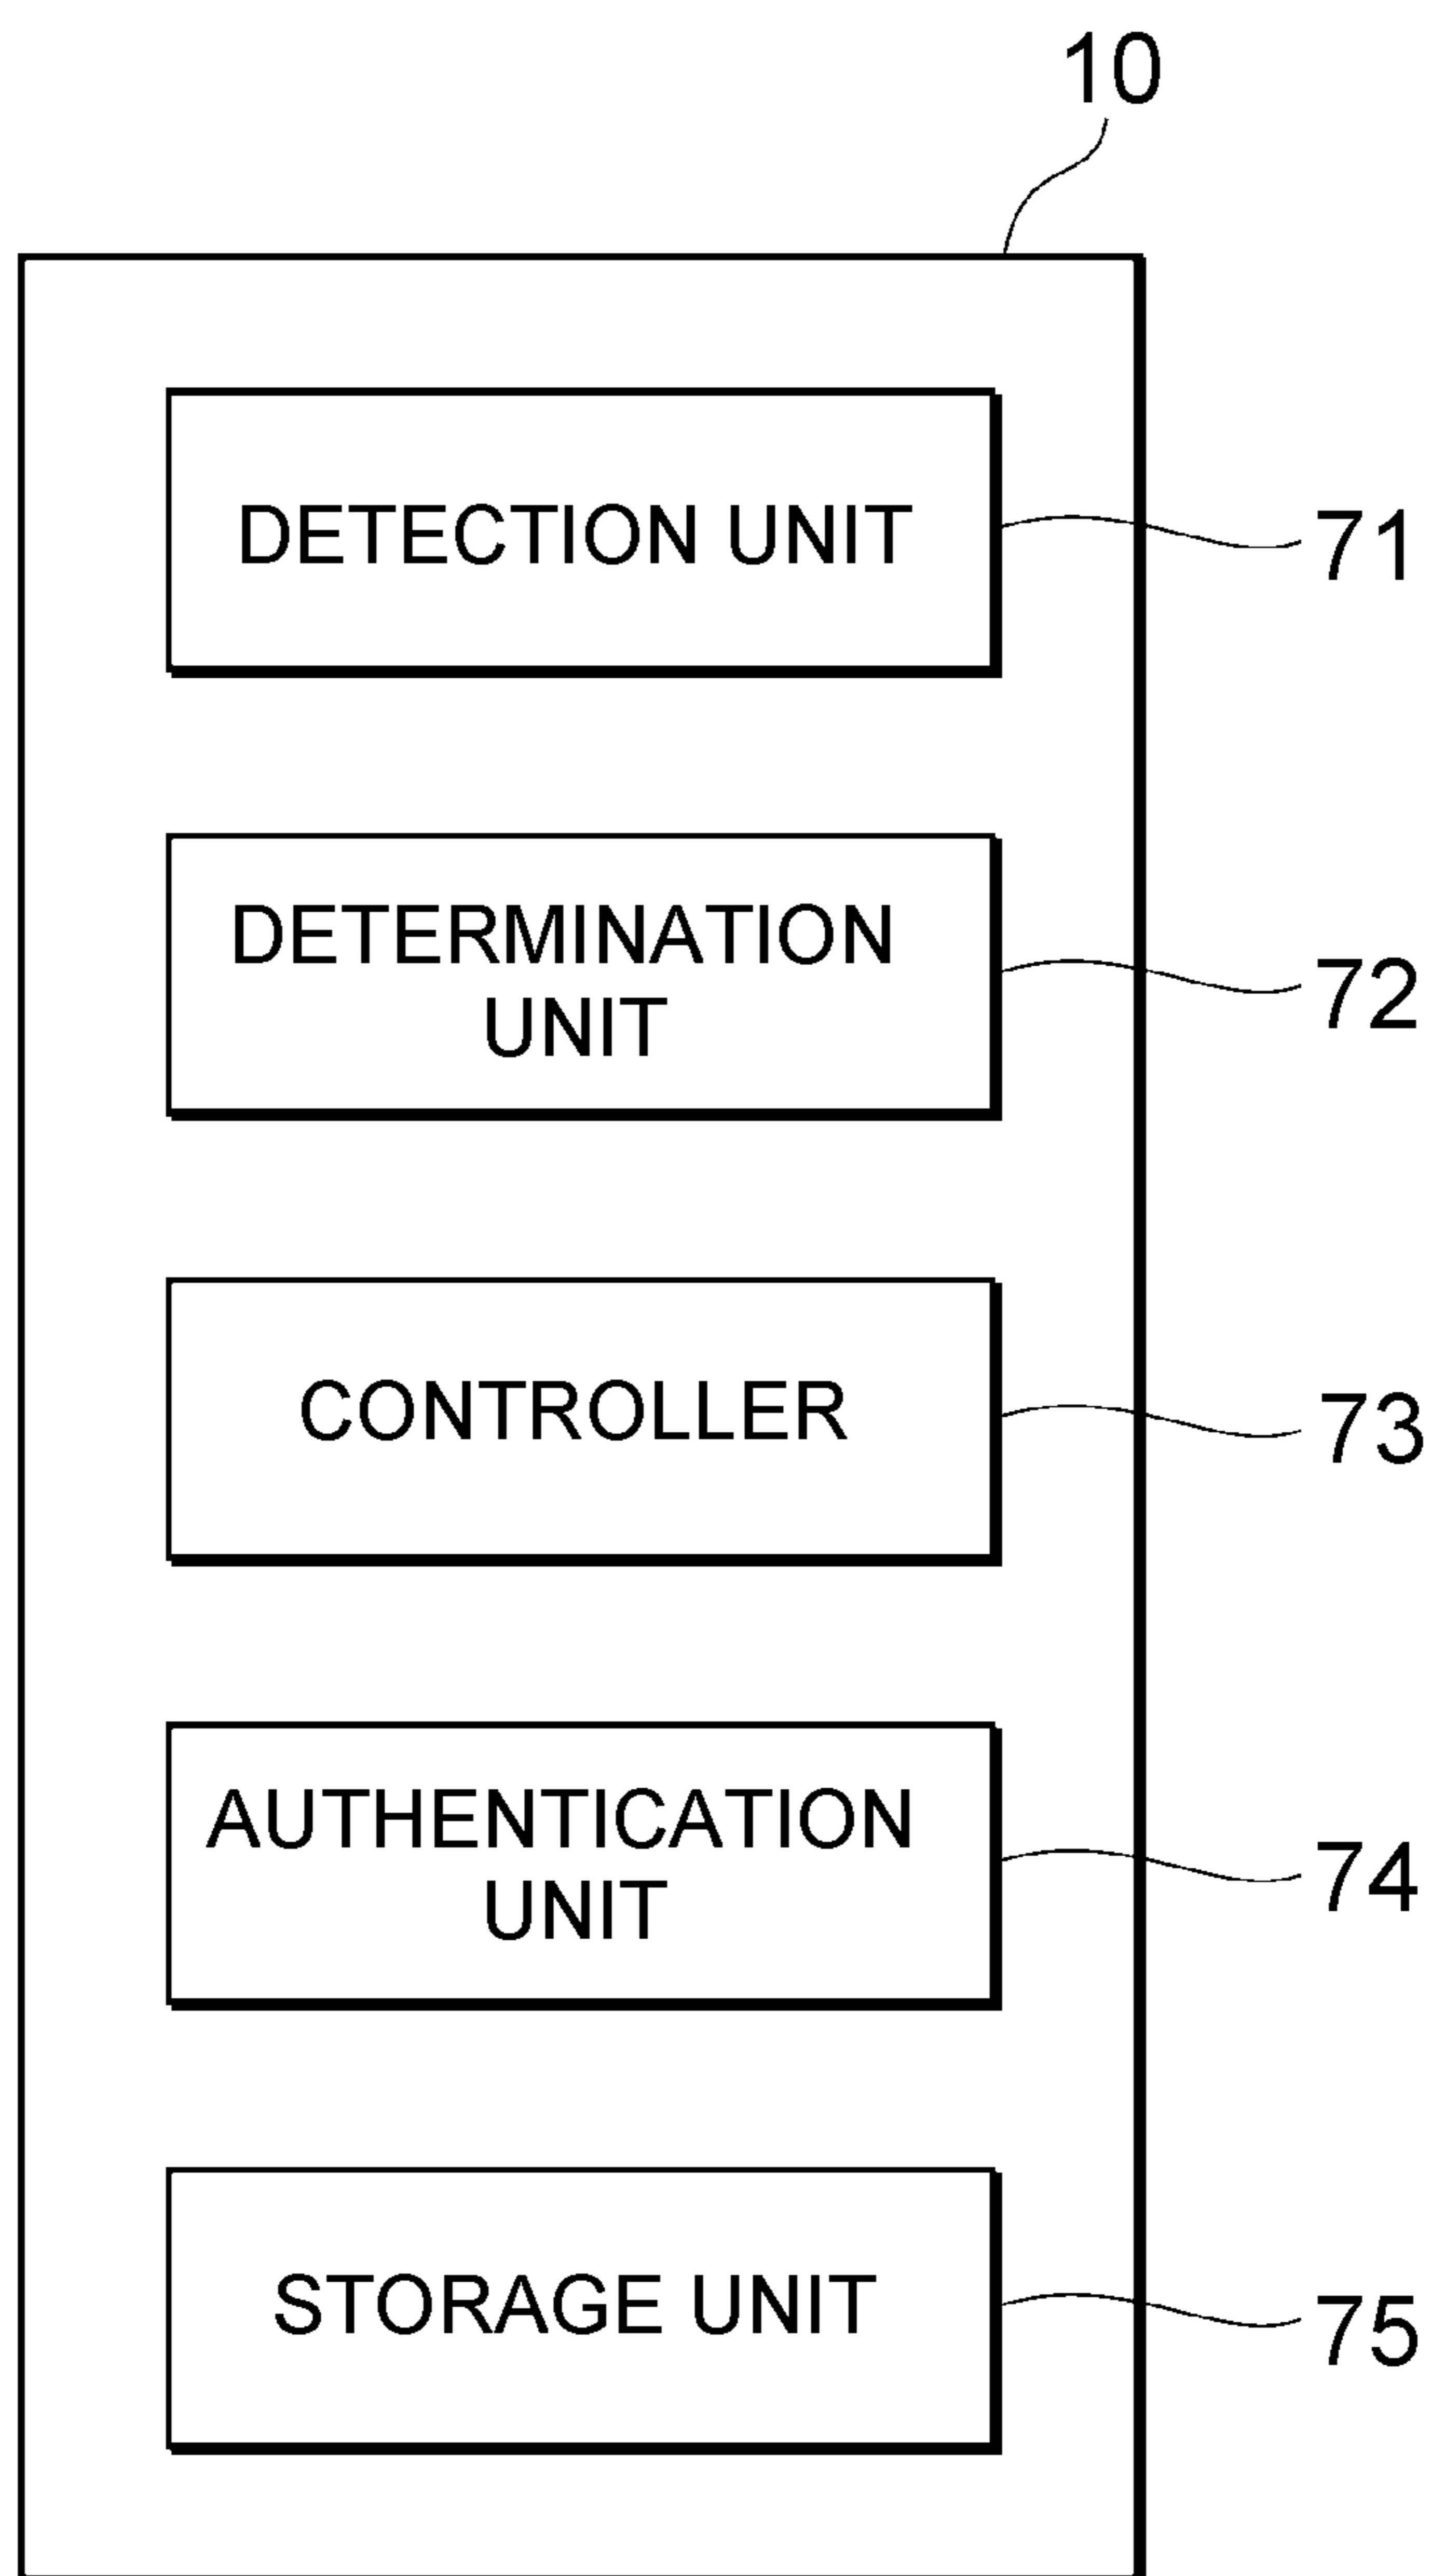 10
DETECTION UNIT
71
DETERMINATION
UNIT
72
CONTROLLER
73
AUTHENTICATION
UNIT
74
STORAGE UNIT
75